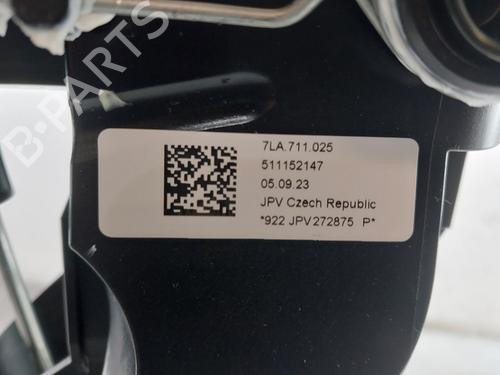 B-PARTS
7LA.711.025
511152147
05.09.23
JPV Czech Republic
*922 JPV272875 P*